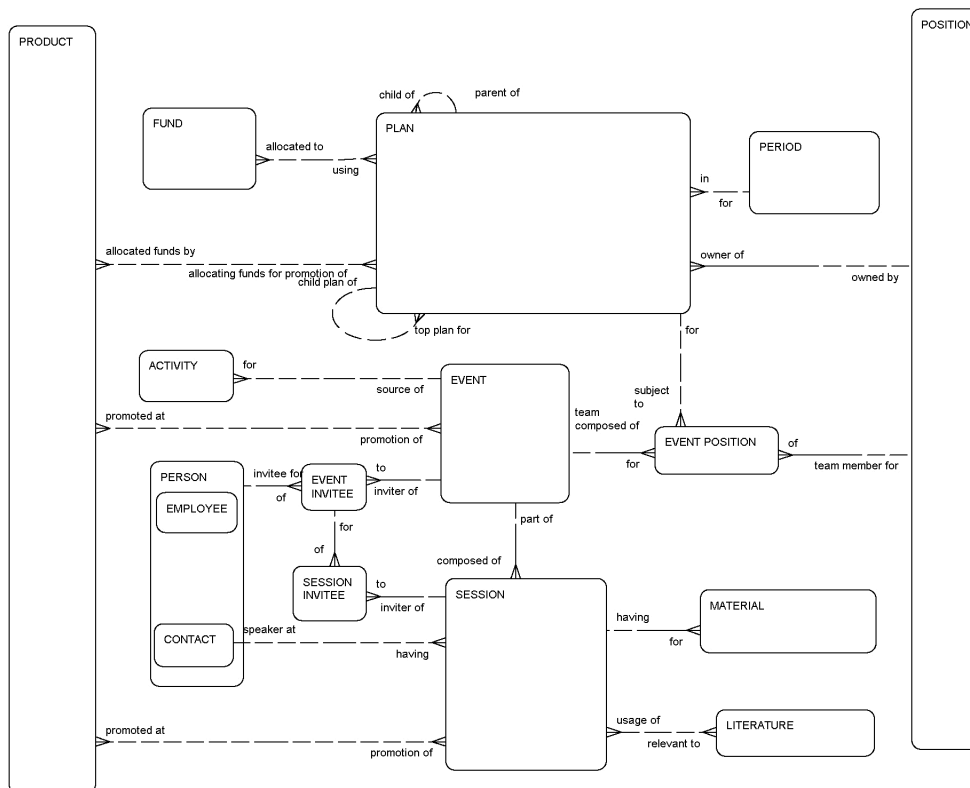 POSITION
PRODUCT
child of
parent of
FUND
PLAN
PERIOD
allocated to
using
in
for
allocated funds by
allocating funds for promotion of
owner of
owned by
child plan of
top plan for
for
ACTIVITY
for
source of
EVENT
subject
to
team
composed of
promoted at
promotion of
EVENT POSITION
for
of
team member for
PERSON
invitee for
of
EVENT
INVITEE
to
inviter of
EMPLOYEE
part of
for
of
composed of
SESSION
INVITEE
to
inviter of
SESSION
MATERIAL
having
for
CONTACT
speaker at
having
promoted at
promotion of
usage of
relevant to
LITERATURE